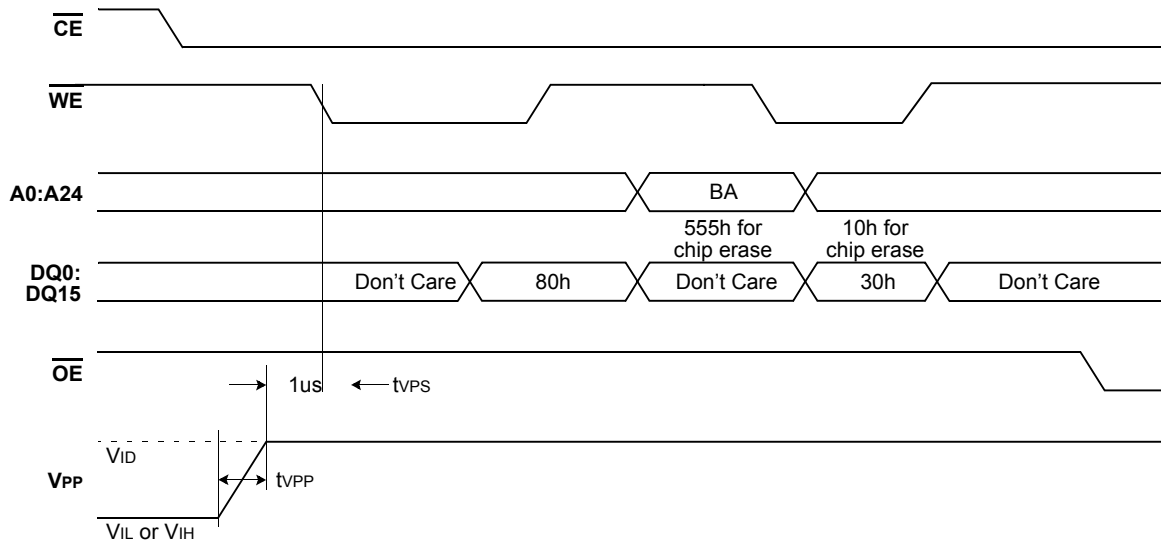 CE
WE
A0:A24
BA
555h for
chip erase
10h for
chip erase
DQ0:
DQ15
Don't Care
80h
Don't Care
30h
Don't Care
OE
1us
tVPS
VID
VPP
tVPP
VIL or VIH